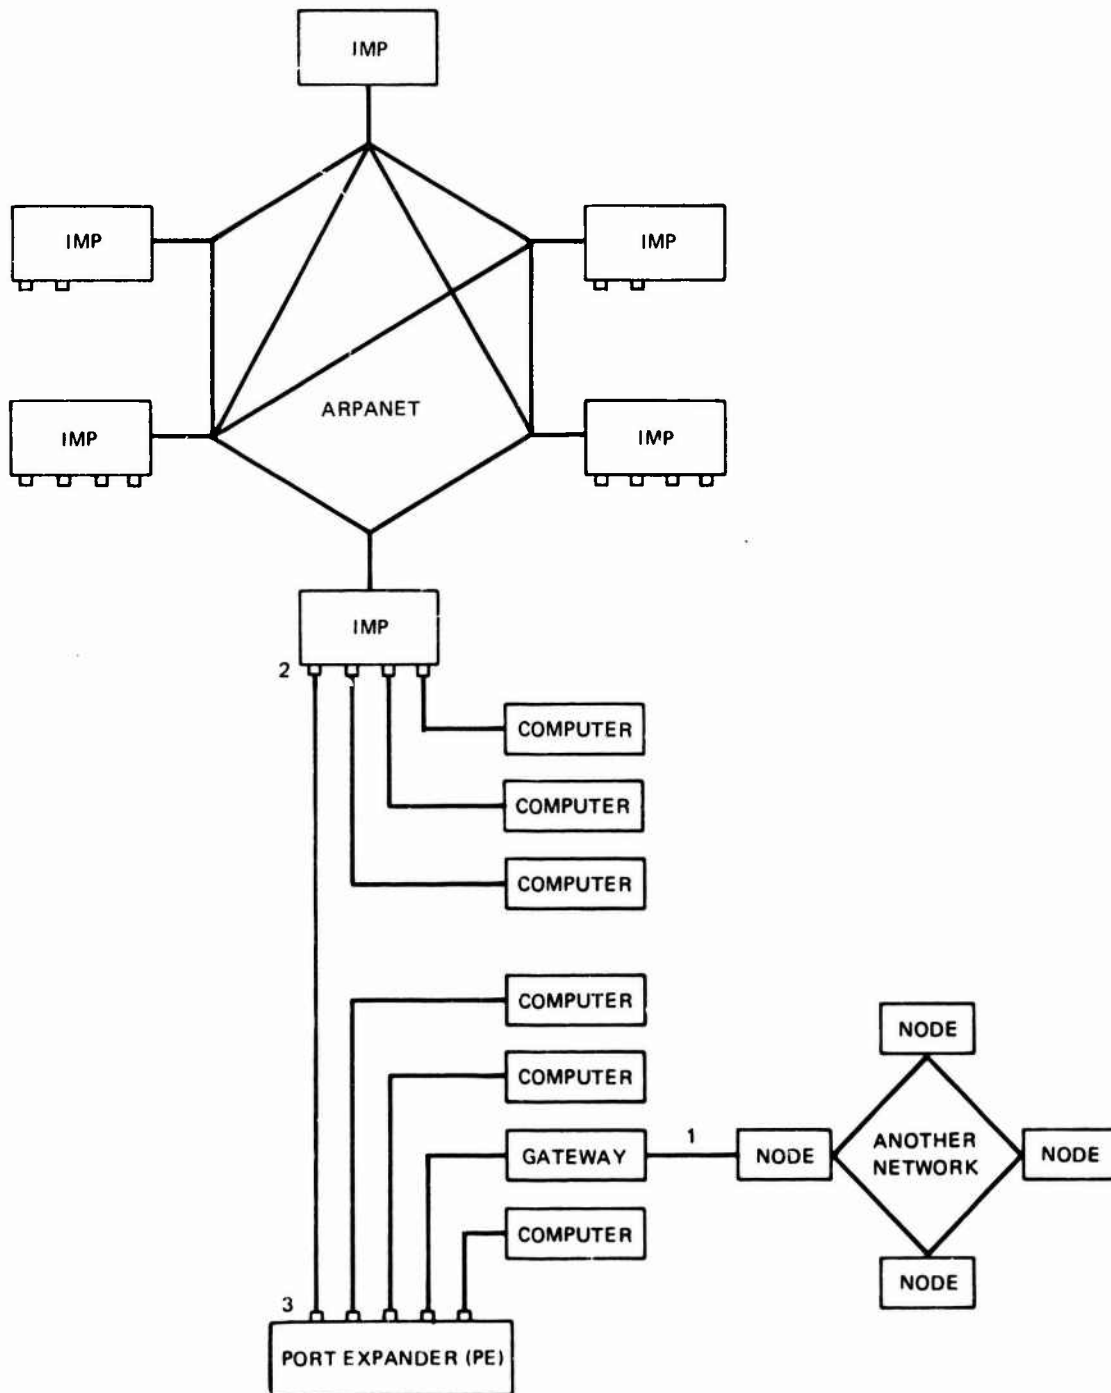 IMP
IMP
IMP
ARPANET
IMP
IMP
IMP
2
COMPUTER
COMPUTER
COMPUTER
COMPUTER
NODE
COMPUTER
1
GATEWAY
NODE
ANOTHER
NETWORK
NODE
COMPUTER
NODE
3
PORT EXPANDER (PE)